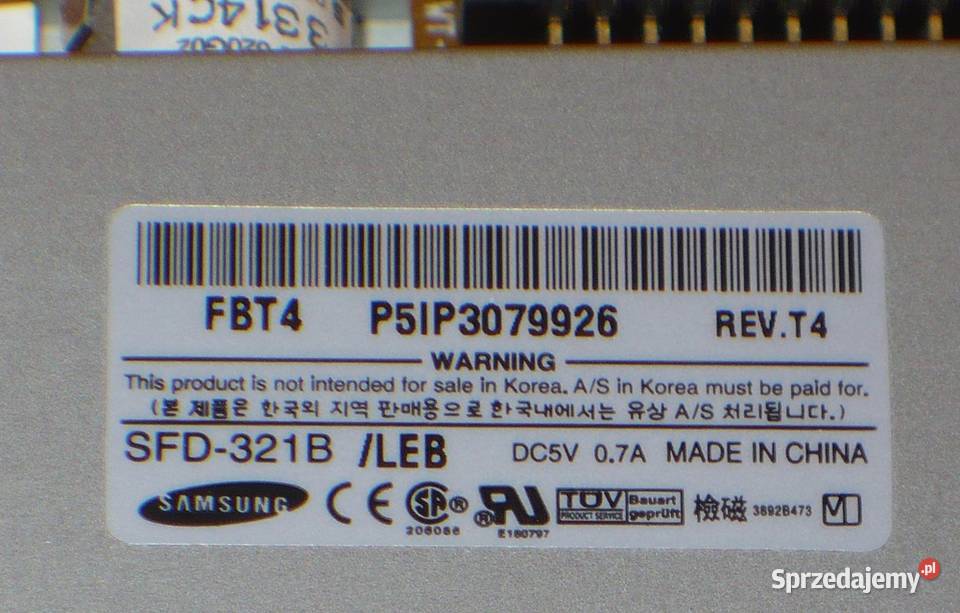 3314CK
020G02
FBT4 P5IP3079926 REV.T4
WARNING
This product is not intended for sale in Korea. A/S in Korea must be paid for.
(본 제품은 한국외 지역 판매용으로 한국내에서는 유상 A/S 처리됩니다.)
SFD-321B /LEB DC5V 0.7A MADE IN CHINA
SAMSUNG CE SA ® 206086 ® RU E180797 TÜV PRODUCT SERVICE Bauart geprüft 檢磁 3892B473
Sprzedajemy.pl